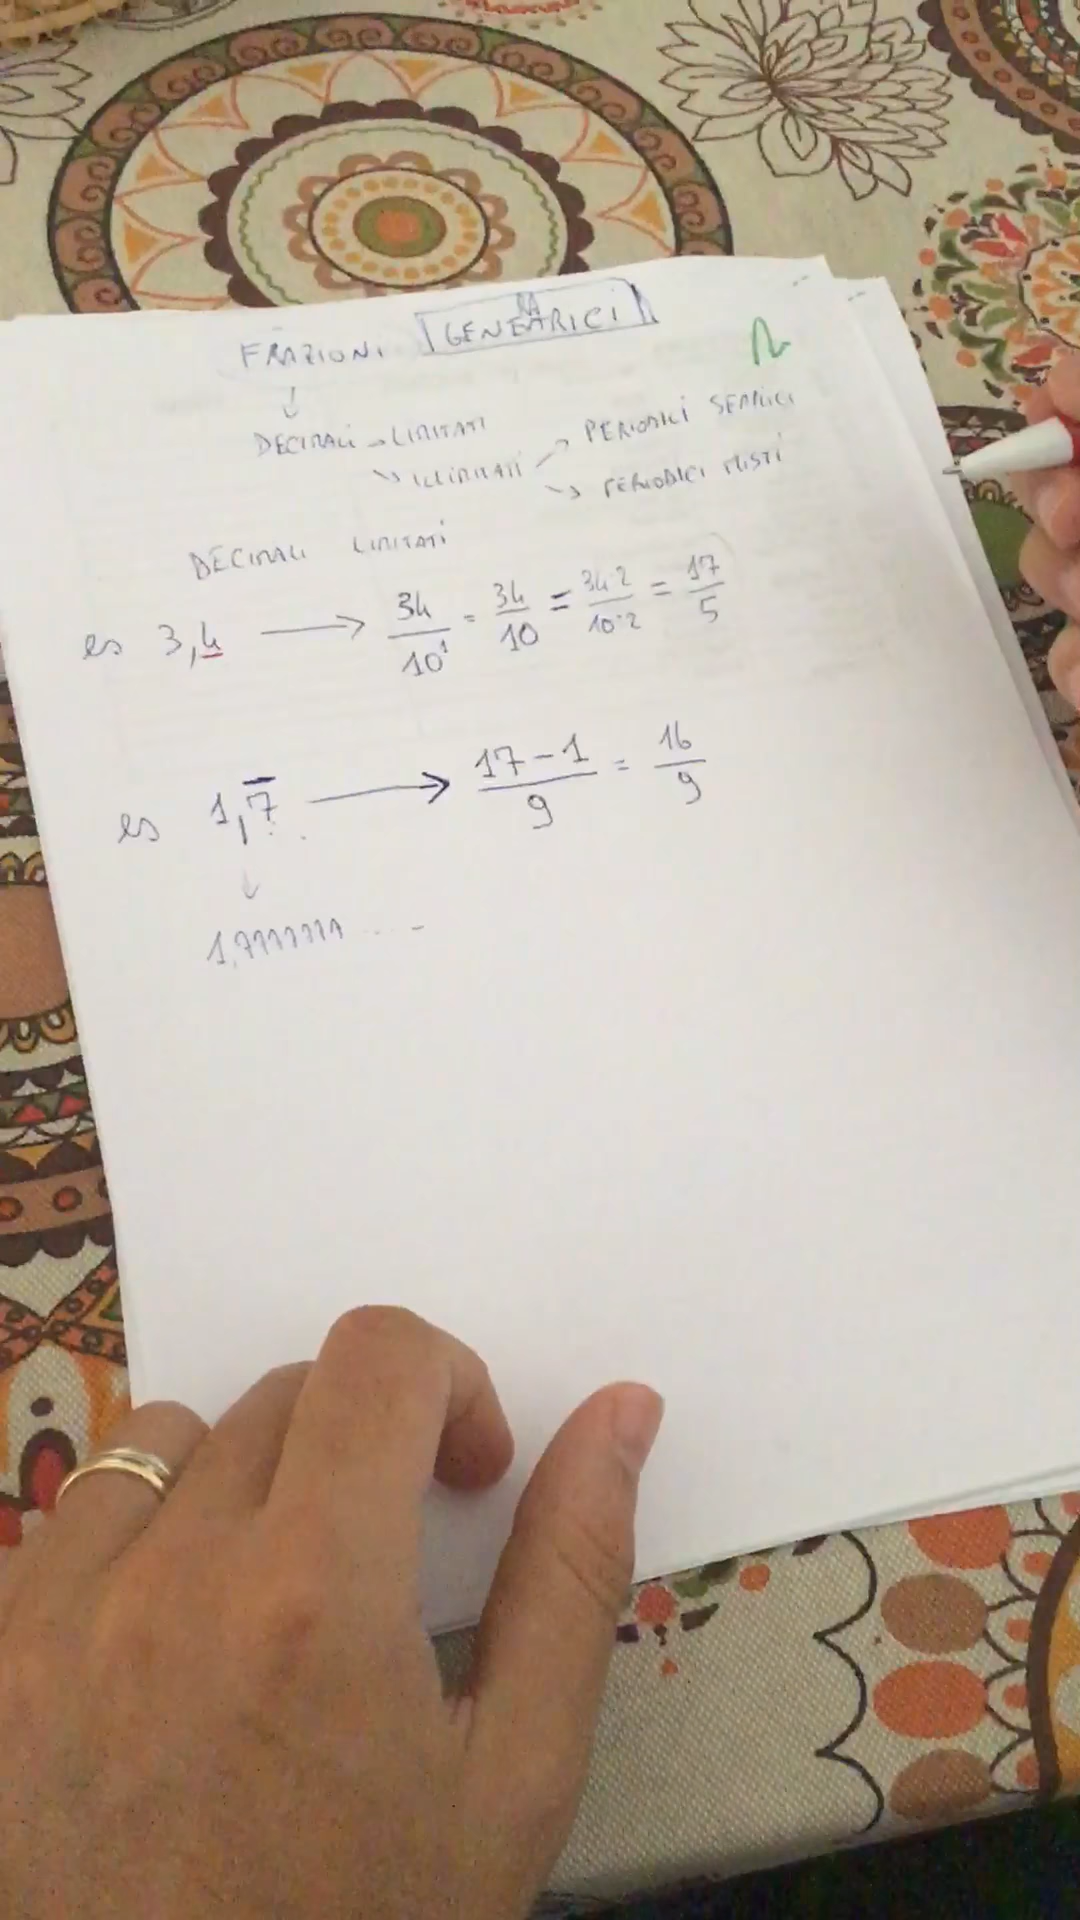 FRAZIONI GENERATRICI
DECIMALI → LIMITATI
↘ ILLIMITATI ↗ PERIODICI SEMPLICI
↘ PERIODICI MISTI
DECIMALI LIMITATI
es 3,4 → 34/10¹ = 34/10 = 34:2/10:2 = 17/5
es 1,7̅ → 17-1/9 = 16/9
1,7777777 ....